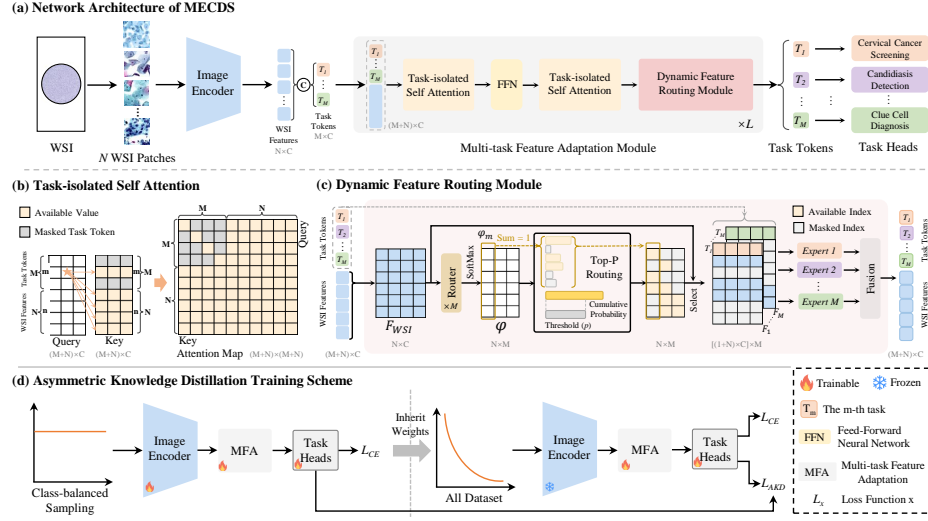 (a) Network Architecture of MECDS
WSI
N WSI Patches
Image
Encoder
WSI
Features
N×C
C
T1
TM
Task
Tokens
M×C
T1
TM
(M+N)×C
Task-isolated
Self Attention
FFN
Task-isolated
Self Attention
Dynamic Feature
Routing Module
×L
Multi-task Feature Adaptation Module
T1
T2
TM
Task Tokens
Cervical Cancer
Screening
Candidiasis
Detection
Clue Cell
Diagnosis
Task Heads
(b) Task-isolated Self Attention
Available Value
Masked Task Token
Task Tokens
WSI Features
M
m
N
n
m
M
n
N
Query
(M+N)×C
Key
(M+N)×C
M
N
M
N
Query
Key
Attention Map (M+N)×(M+N)
(c) Dynamic Feature Routing Module
Task Tokens
WSI Features
T1
T2
TM
(M+N)×C
FWSI
N×C
Router
×M
SoftMax
φm
Sum = 1
φ
N×M
Top-P
Routing
Cumulative
Probability
Threshold (p)
N×M
Select
TM
T1
F1
FM
[(1+N)×C]×M
Available Index
Masked Index
Expert 1
Expert 2
Expert M
Fusion
T1
T2
TM
Task Tokens
WSI Features
(M+N)×C
(d) Asymmetric Knowledge Distillation Training Scheme
Class-balanced
Sampling
Image
Encoder
MFA
Task
Heads
LCE
Inherit
Weights
All Dataset
Image
Encoder
MFA
Task
Heads
LCE
LAKD
Trainable
Frozen
Tm
The m-th task
FFN
Feed-Forward
Neural Network
MFA
Multi-task Feature
Adaptation
Lx
Loss Function x